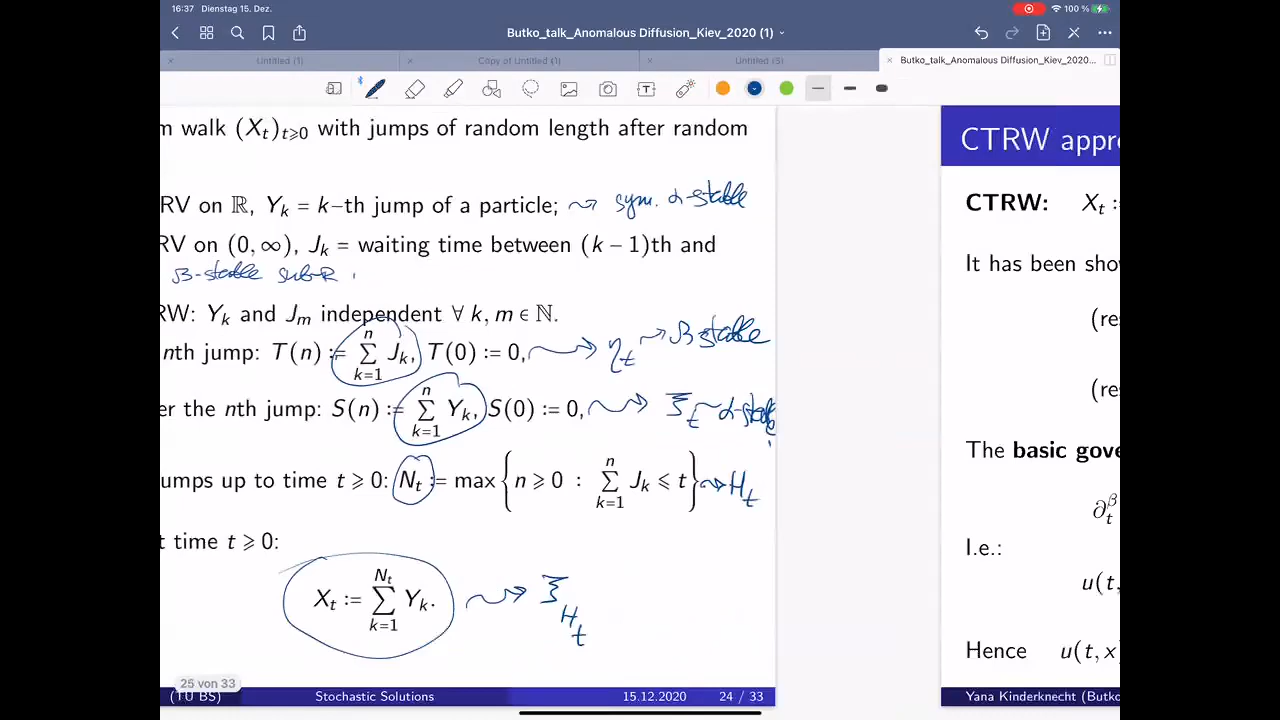 16:37 Dienstag 15. Dez.
100 %
Butko_talk_Anomalous Diffusion_Kiev_2020 (1)
Untitled (1)
Copy of Untitled (1)
Untitled (5)
Butko_talk_Anomalous Diffusion_Kiev_2020...
m walk (X_t)_{t⩾0} with jumps of random length after random
RV on ℝ, Y_k = k-th jump of a particle; ⇝ sym. α-stable
RV on (0, ∞), J_k = waiting time between (k − 1)th and
β-stable subor.
RW: Y_k and J_m independent ∀ k, m ∈ ℕ.
nth jump: T(n) := ∑_{k=1}^{n} J_k, T(0) := 0, ⇝ η_t ⇝ β-stable
er the nth jump: S(n) := ∑_{k=1}^{n} Y_k, S(0) := 0, ⇝ ξ_t ~ α-stable
umps up to time t ⩾ 0: N_t := max { n ⩾ 0 : ∑_{k=1}^{n} J_k ⩽ t } ⇝ H_t
t time t ⩾ 0:
X_t := ∑_{k=1}^{N_t} Y_k. ⇝ ξ_{H_t}
25 von 33
(TU BS) Stochastic Solutions 15.12.2020 24 / 33
CTRW appr
CTRW: X_t :
It has been sho
(re
(re
The basic gove
∂_t^β
I.e.:
u(t,
Hence u(t, x
Yana Kinderknecht (Butko